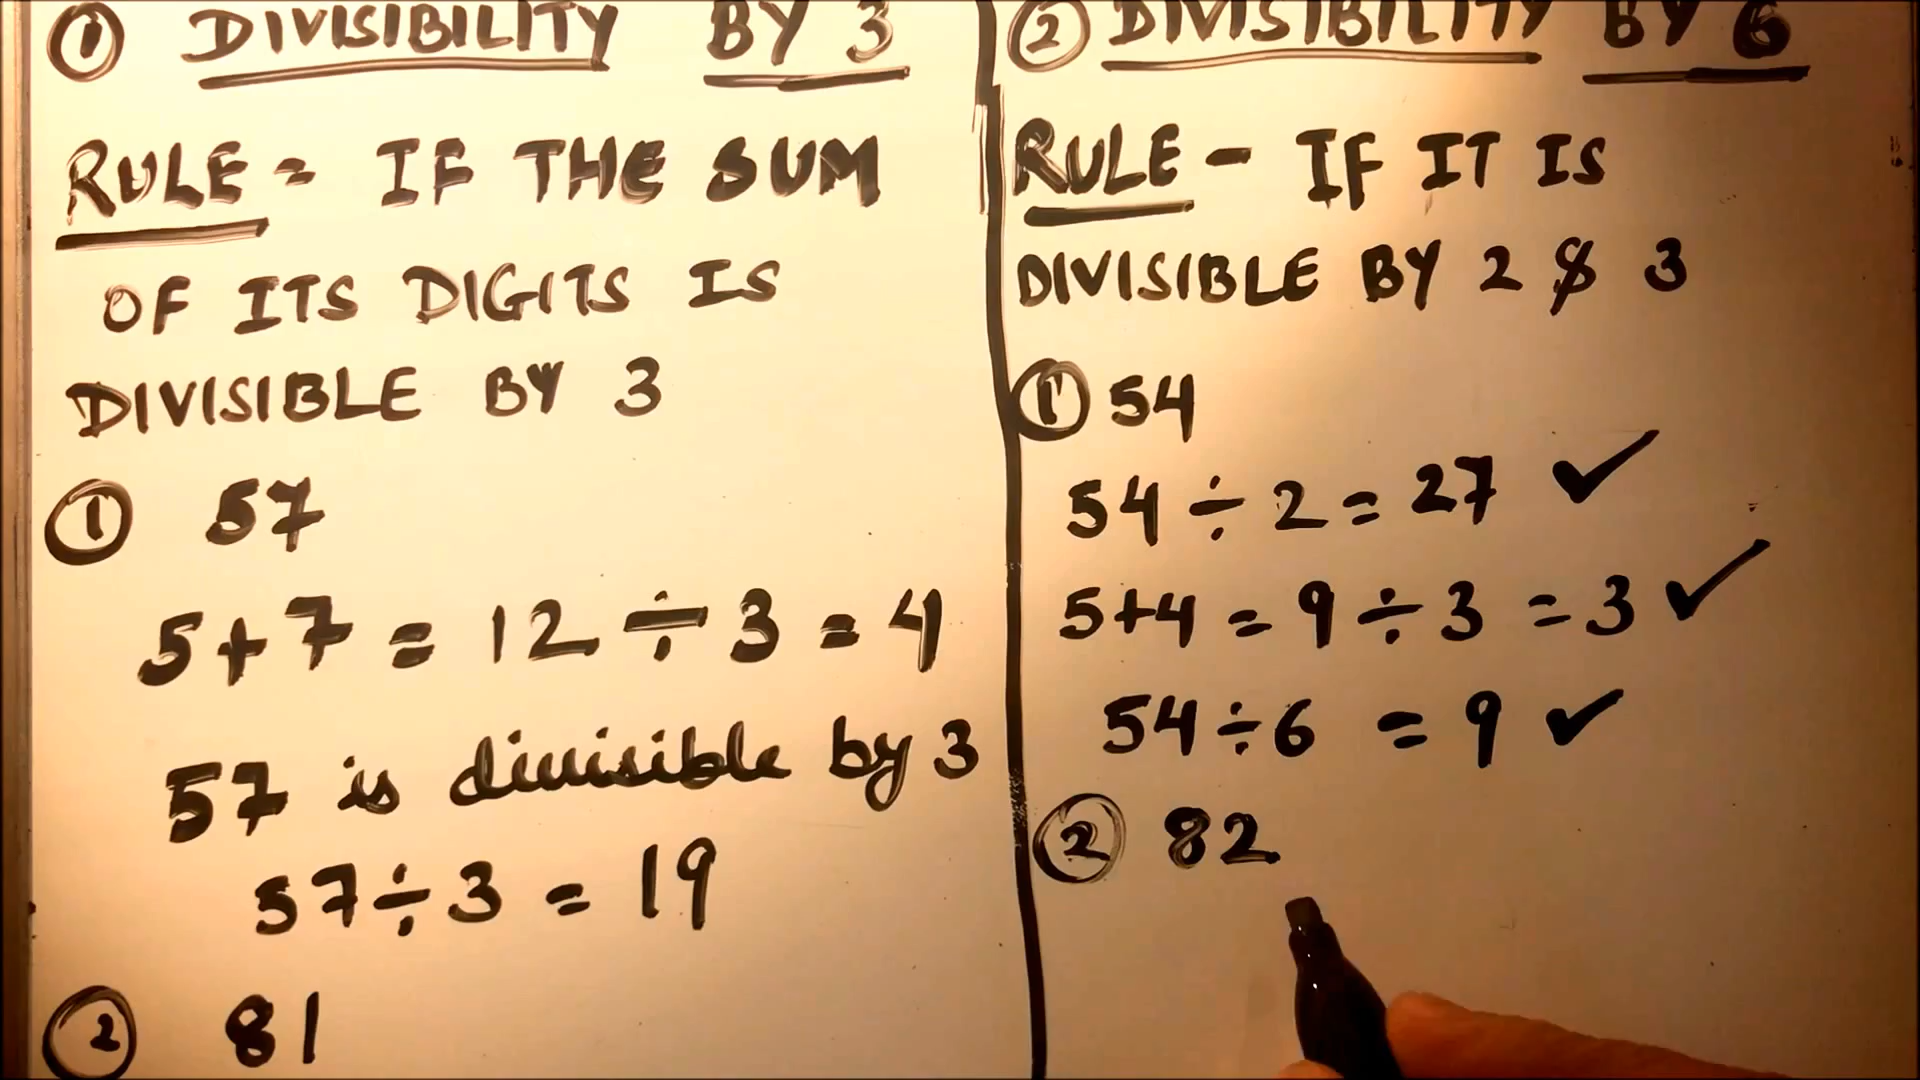 ① DIVISIBILITY BY 3
RULE = IF THE SUM
OF ITS DIGITS IS
DIVISIBLE BY 3
① 57
5+7 = 12 ÷ 3 = 4
57 is divisible by 3
57÷3 = 19
② 81
② DIVISIBILITY BY 6
RULE - IF IT IS
DIVISIBLE BY 2 & 3
① 54
54 ÷ 2 = 27 ✓
5+4 = 9 ÷ 3 = 3 ✓
54÷6 = 9 ✓
② 82